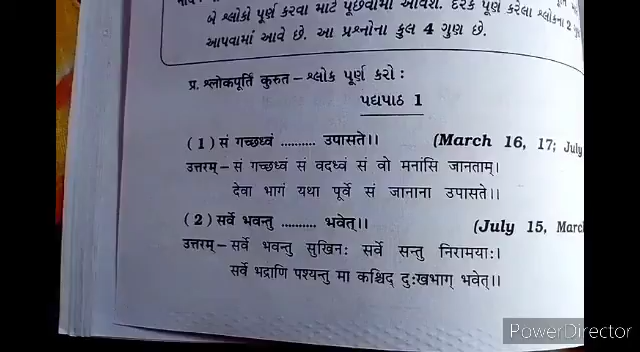 બે શ્લોકો પૂર્ણ કરવા માટે પૂછવામાં આવશે. દરેક પૂર્ણ કરેલા શ્લોકના 2 ગુણ
આપવામાં આવે છે. આ પ્રશ્નોના કુલ 4 ગુણ છે.
પ્ર. श्लोकपूर्तिं कुरुत – શ્લોક પૂર્ણ કરો :
પદ્યપાઠ 1
(1) सं गच्छध्वं .......... उपासते।। (March 16, 17; July
उत्तरम् – सं गच्छध्वं सं वदध्वं सं वो मनांसि जानताम्।
देवा भागं यथा पूर्वे सं जानाना उपासते।।
(2) सर्वे भवन्तु .......... भवेत्।। (July 15, Marc
उत्तरम् – सर्वे भवन्तु सुखिनः सर्वे सन्तु निरामयाः।
सर्वे भद्राणि पश्यन्तु मा कश्चिद् दुःखभाग् भवेत्।।
PowerDirector